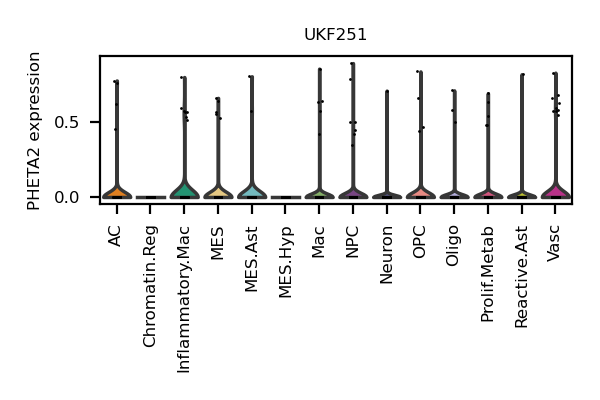 UKF251
PHETA2 expression
0.5
0.0
AC
Chromatin.Reg
Inflammatory.Mac
MES
MES.Ast
MES.Hyp
Mac
NPC
Neuron
OPC
Oligo
Prolif.Metab
Reactive.Ast
Vasc